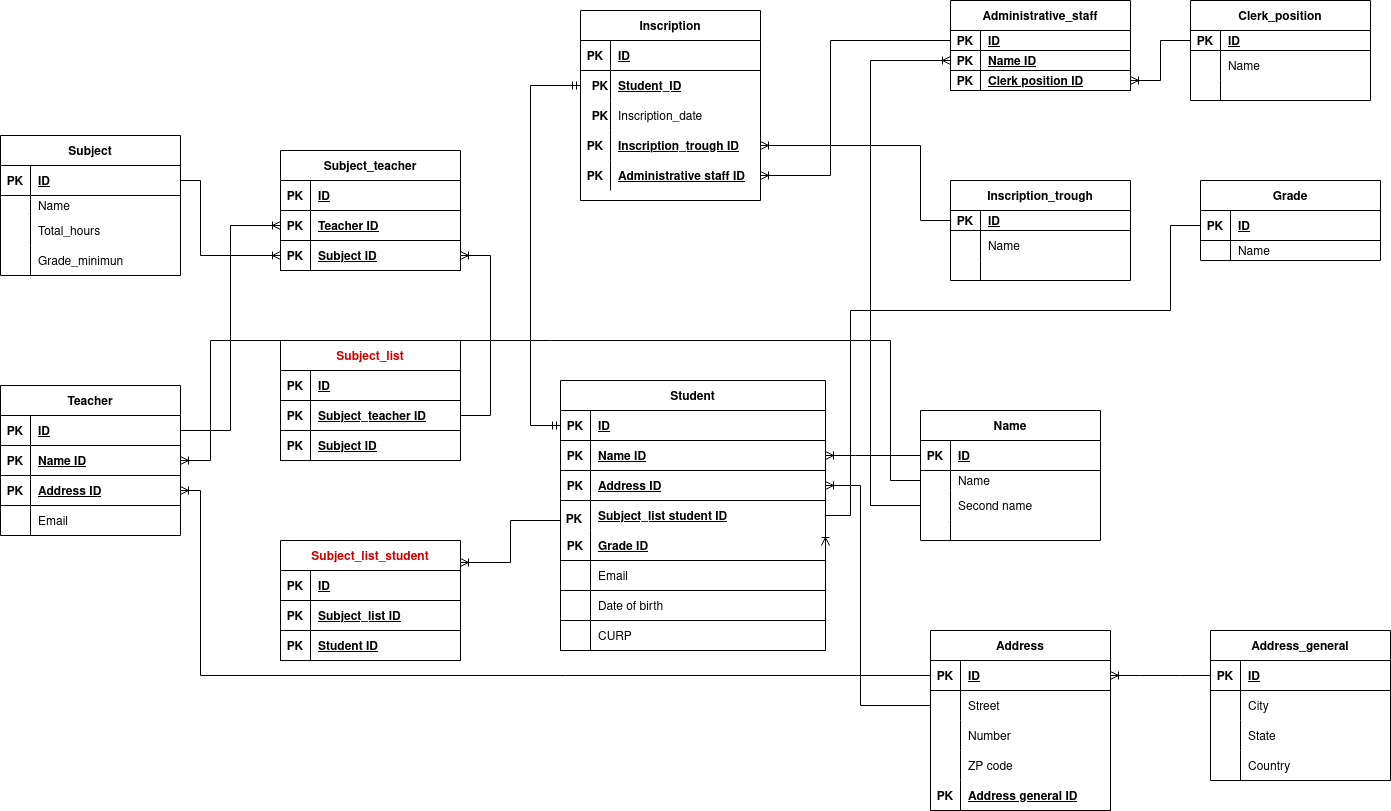 Inscription
PK ID
PK Student_ID
PK Inscription_date
PK Inscription_trough ID
PK Administrative staff ID
Administrative_staff
PK ID
PK Name ID
PK Clerk position ID
Clerk_position
PK ID
Name
Subject
PK ID
Name
Total_hours
Grade_minimun
Subject_teacher
PK ID
PK Teacher ID
PK Subject ID
Inscription_trough
PK ID
Name
Grade
PK ID
Name
Subject_list
PK ID
PK Subject_teacher ID
PK Subject ID
Teacher
PK ID
PK Name ID
PK Address ID
Email
Student
PK ID
PK Name ID
PK Address ID
PK Subject_list student ID
PK Grade ID
Email
Date of birth
CURP
Name
PK ID
Name
Second name
Subject_list_student
PK ID
PK Subject_list ID
PK Student ID
Address
PK ID
Street
Number
ZP code
PK Address general ID
Address_general
PK ID
City
State
Country